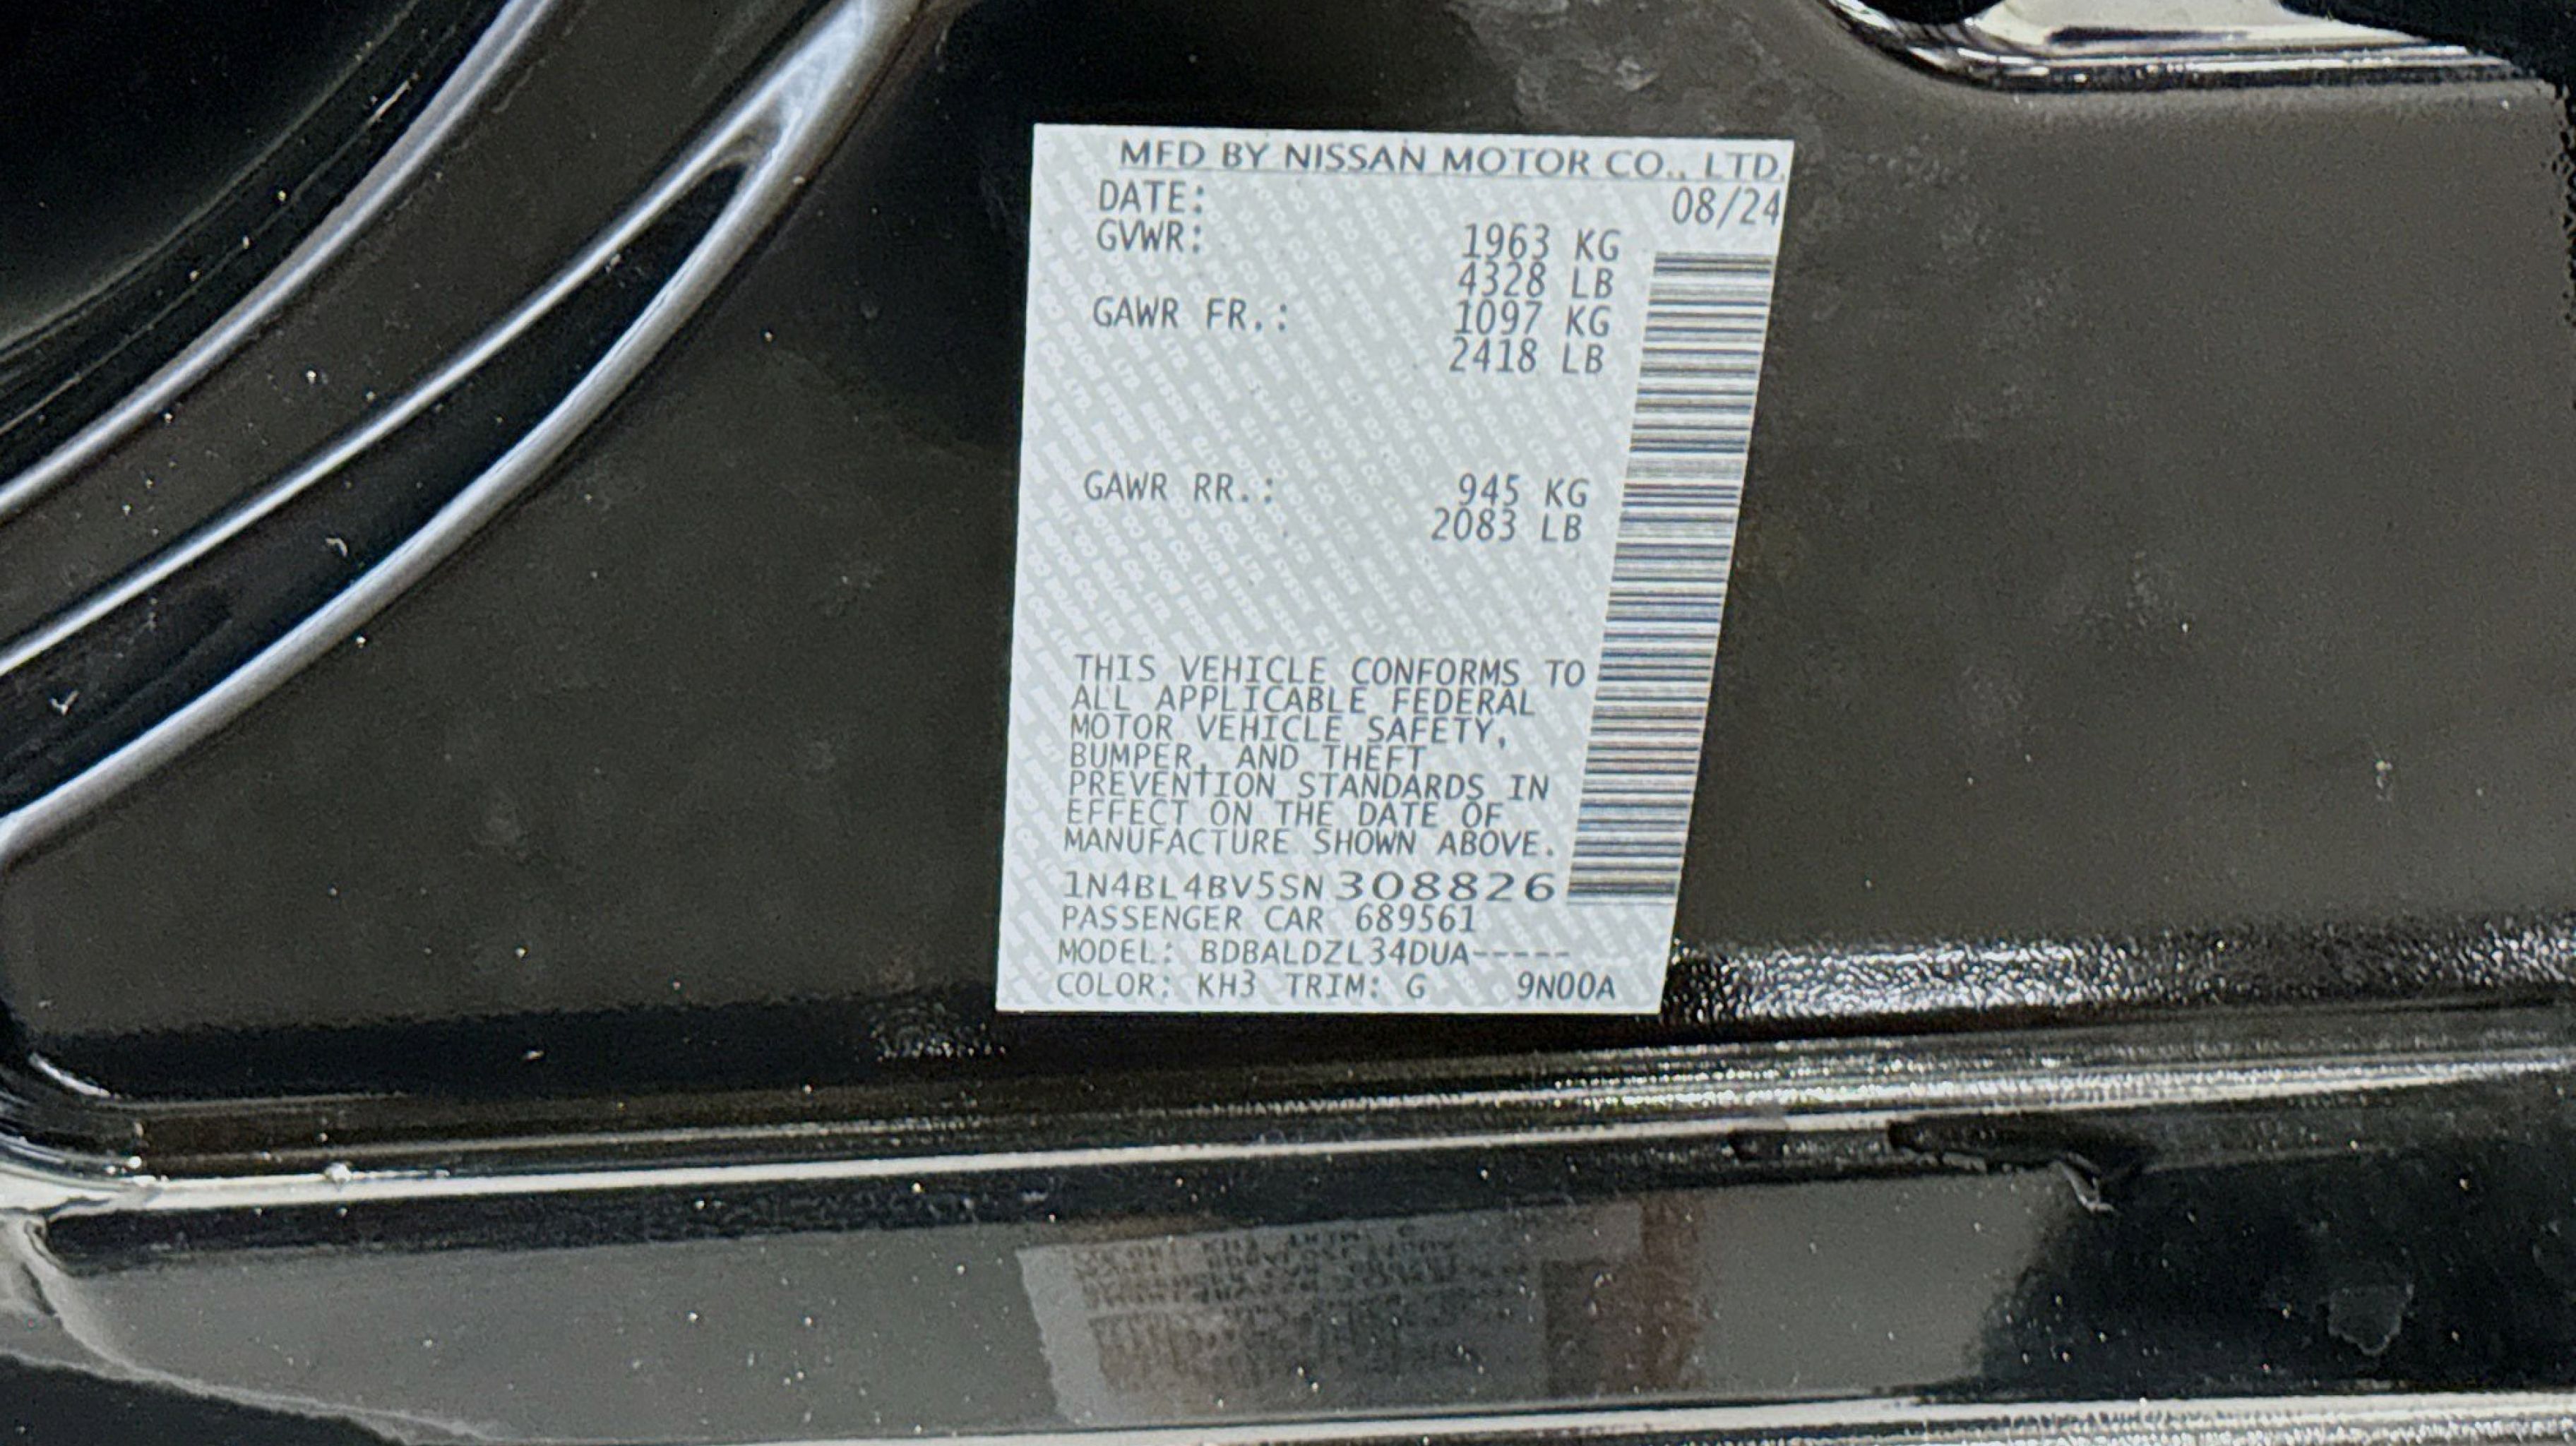 MFD BY NISSAN MOTOR CO., LTD.
DATE: 08/24
GVWR: 1963 KG
4328 LB
GAWR FR.: 1097 KG
2418 LB
GAWR RR.: 945 KG
2083 LB
THIS VEHICLE CONFORMS TO
ALL APPLICABLE FEDERAL
MOTOR VEHICLE SAFETY,
BUMPER, AND THEFT
PREVENTION STANDARDS IN
EFFECT ON THE DATE OF
MANUFACTURE SHOWN ABOVE.
1N4BL4BV5SN308826
PASSENGER CAR 689561
MODEL: BDBALDZL34DUA-----
COLOR: KH3 TRIM: G 9N00A